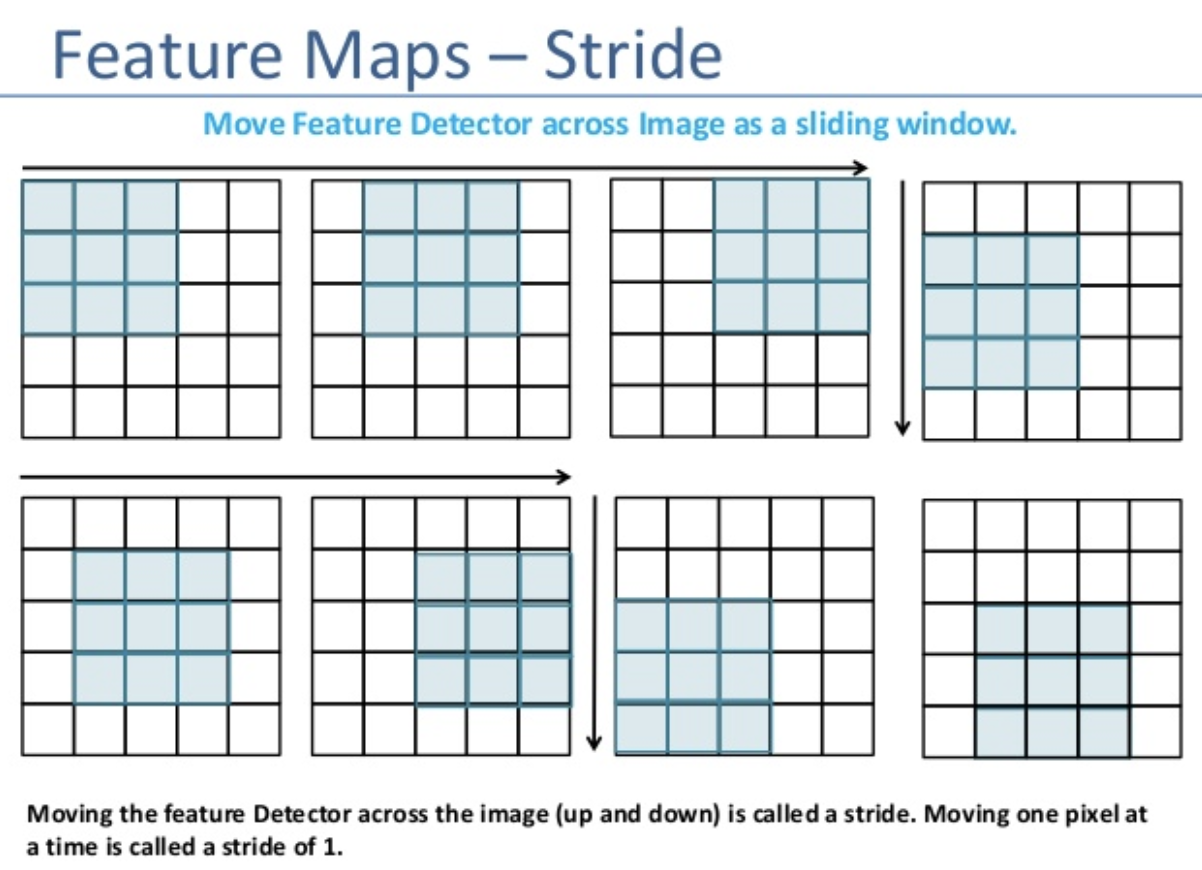 Feature Maps – Stride
Move Feature Detector across Image as a sliding window.
Moving the feature Detector across the image (up and down) is called a stride. Moving one pixel at
a time is called a stride of 1.